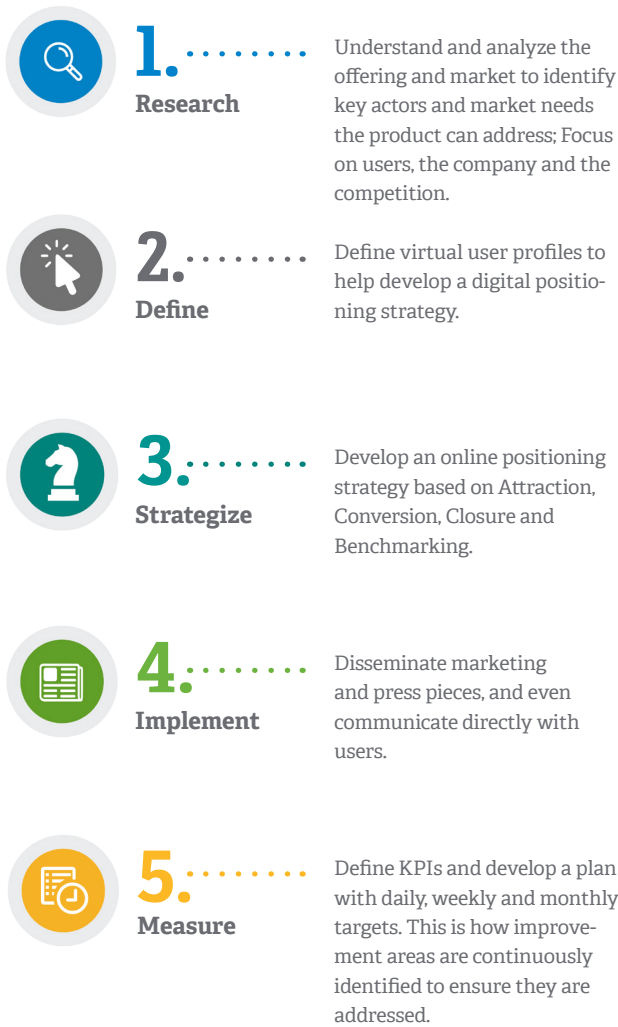 1.
Research
Understand and analyze the
offering and market to identify
key actors and market needs
the product can address; Focus
on users, the company and the
competition.
2.
Define
Define virtual user profiles to
help develop a digital positio-
ning strategy.
3.
Strategize
Develop an online positioning
strategy based on Attraction,
Conversion, Closure and
Benchmarking.
4.
Implement
Disseminate marketing
and press pieces, and even
communicate directly with
users.
5.
Measure
Define KPIs and develop a plan
with daily, weekly and monthly
targets. This is how improve-
ment areas are continuously
identified to ensure they are
addressed.